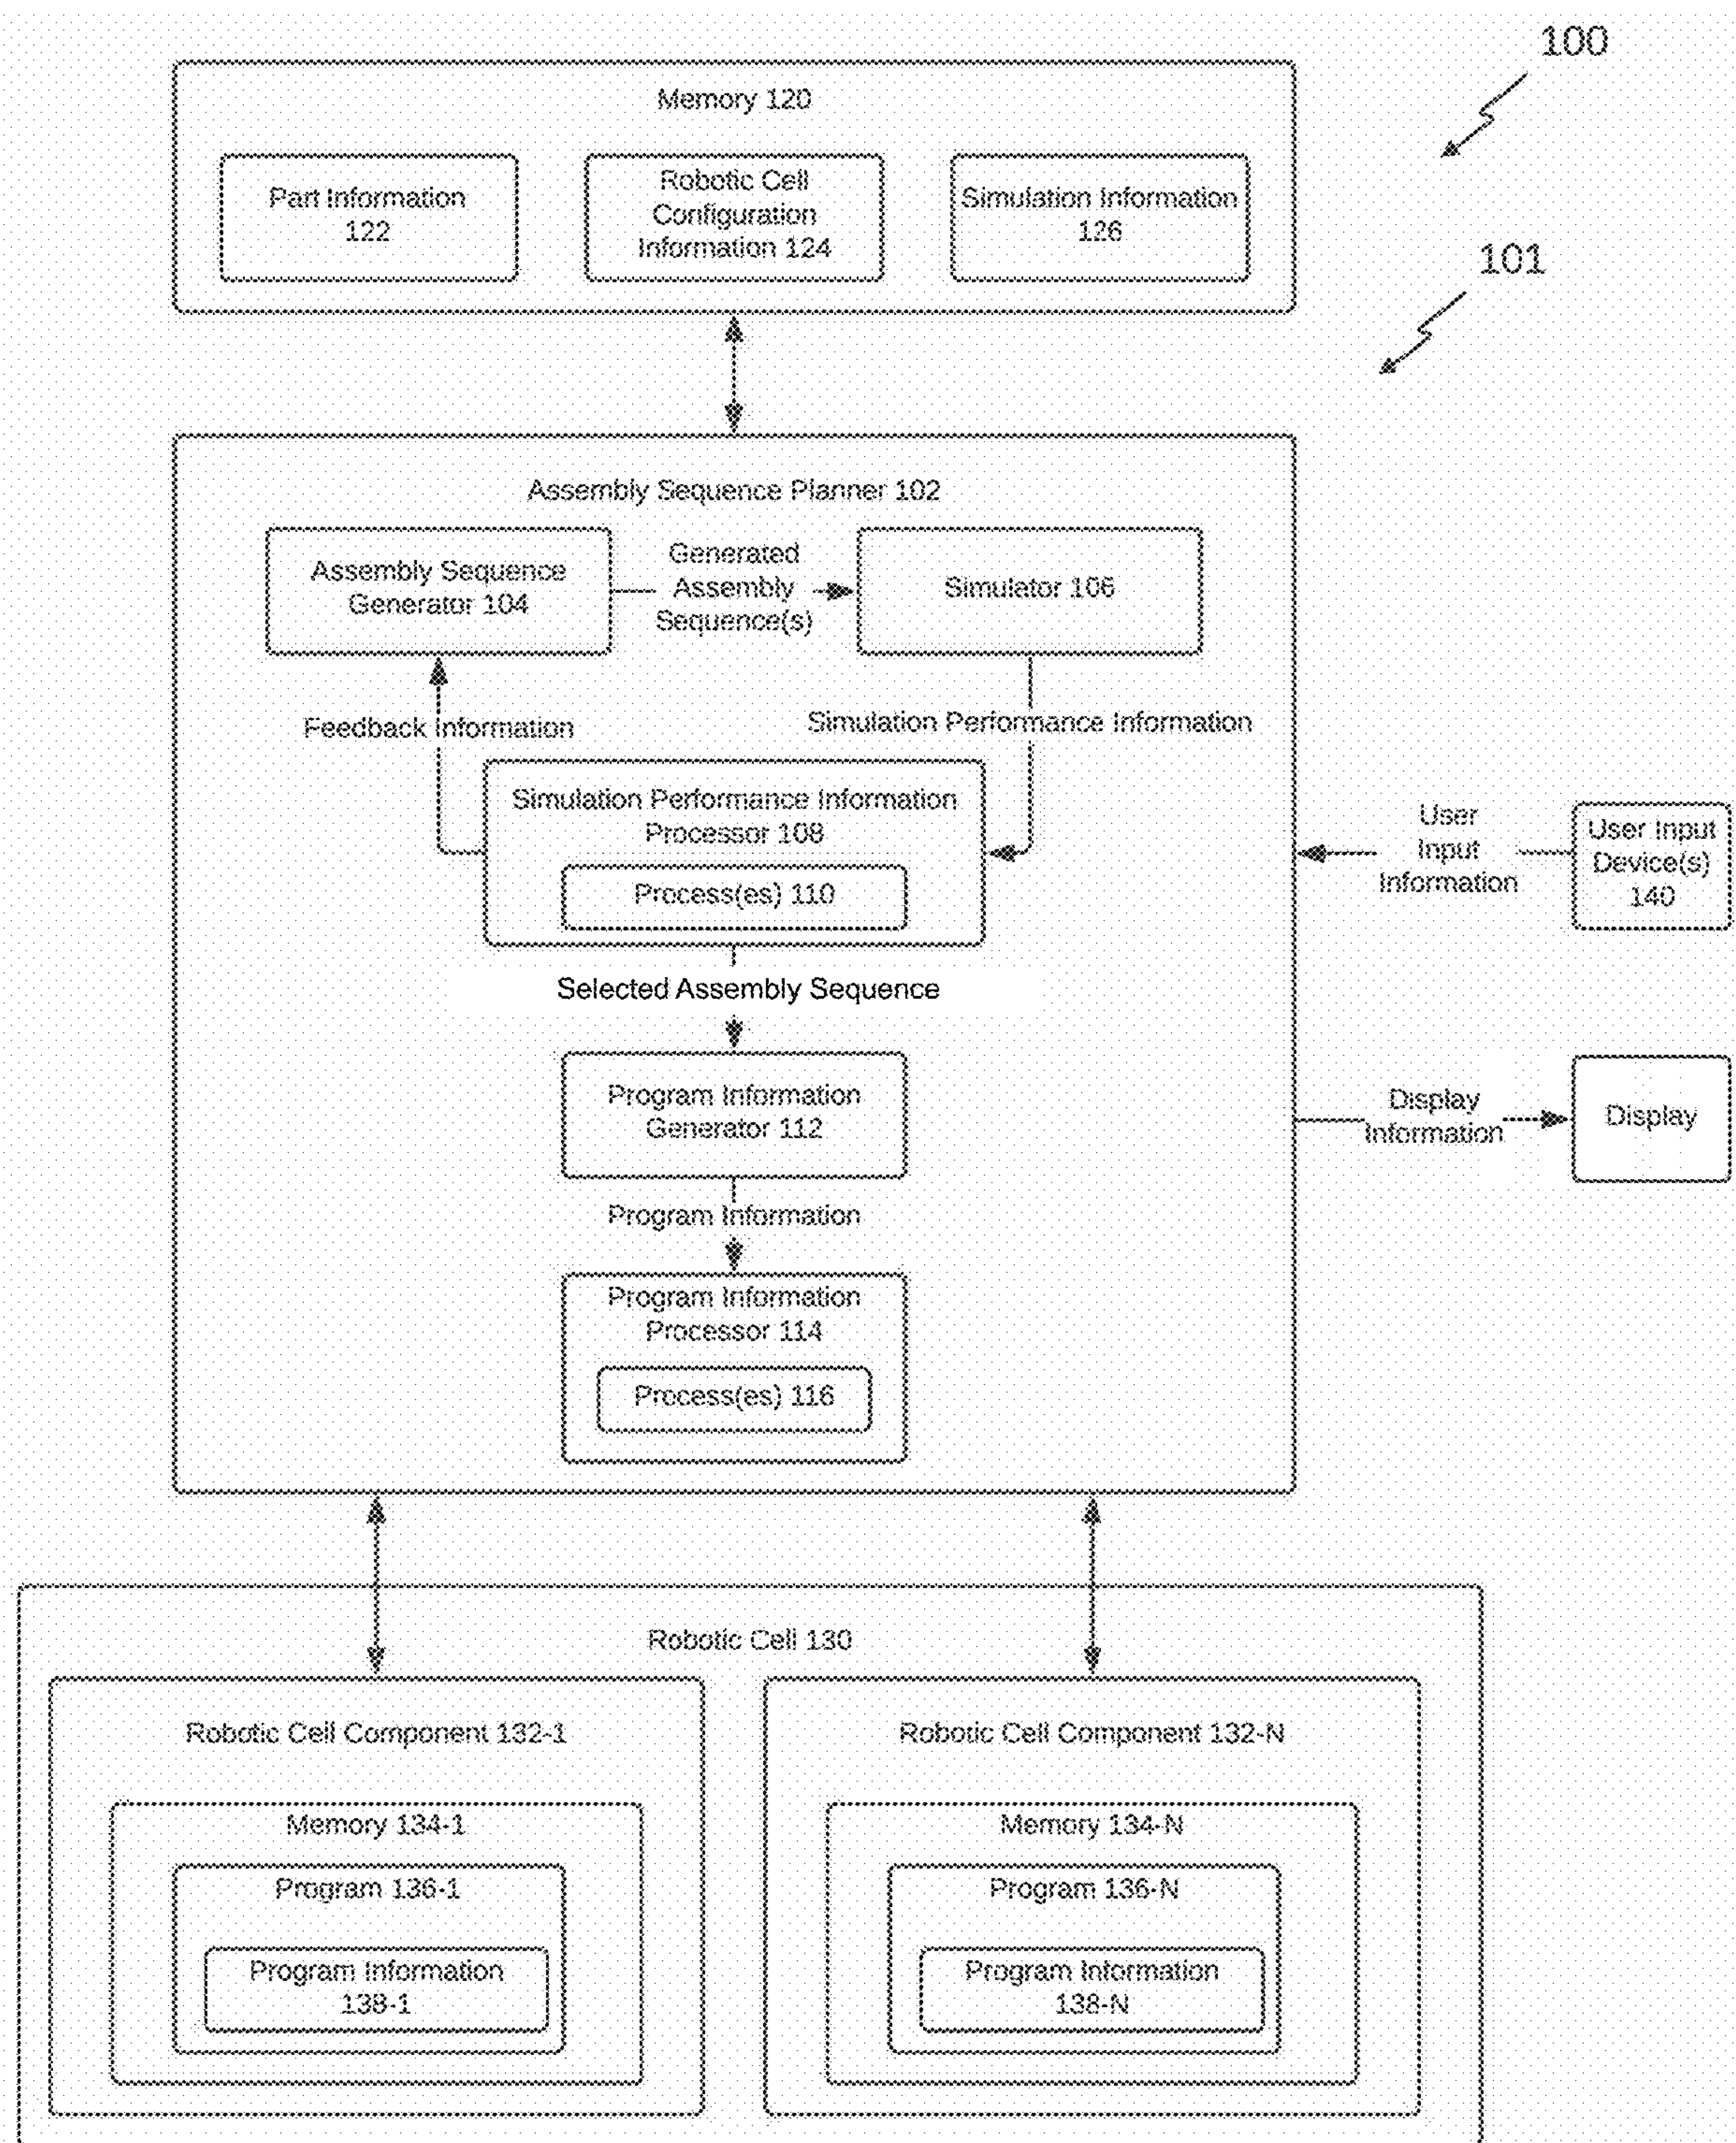 100
Memory 120
Part Information
122
Robotic Cell
Configuration
Information 124
Simulation Information
126
101
Assembly Sequence Planner 102
Assembly Sequence
Generator 104
Generated
Assembly
Sequence(s)
Simulator 106
Feedback Information
Simulation Performance Information
Simulation Performance Information
Processor 108
Process(es) 110
User
Input
Information
User Input
Device(s)
140
Selected Assembly Sequence
Program Information
Generator 112
Display
Information
Display
Program Information
Program Information
Processor 114
Process(es) 116
Robotic Cell 130
Robotic Cell Component 132-1
Memory 134-1
Program 136-1
Program Information
138-1
Robotic Cell Component 132-N
Memory 134-N
Program 136-N
Program Information
138-N